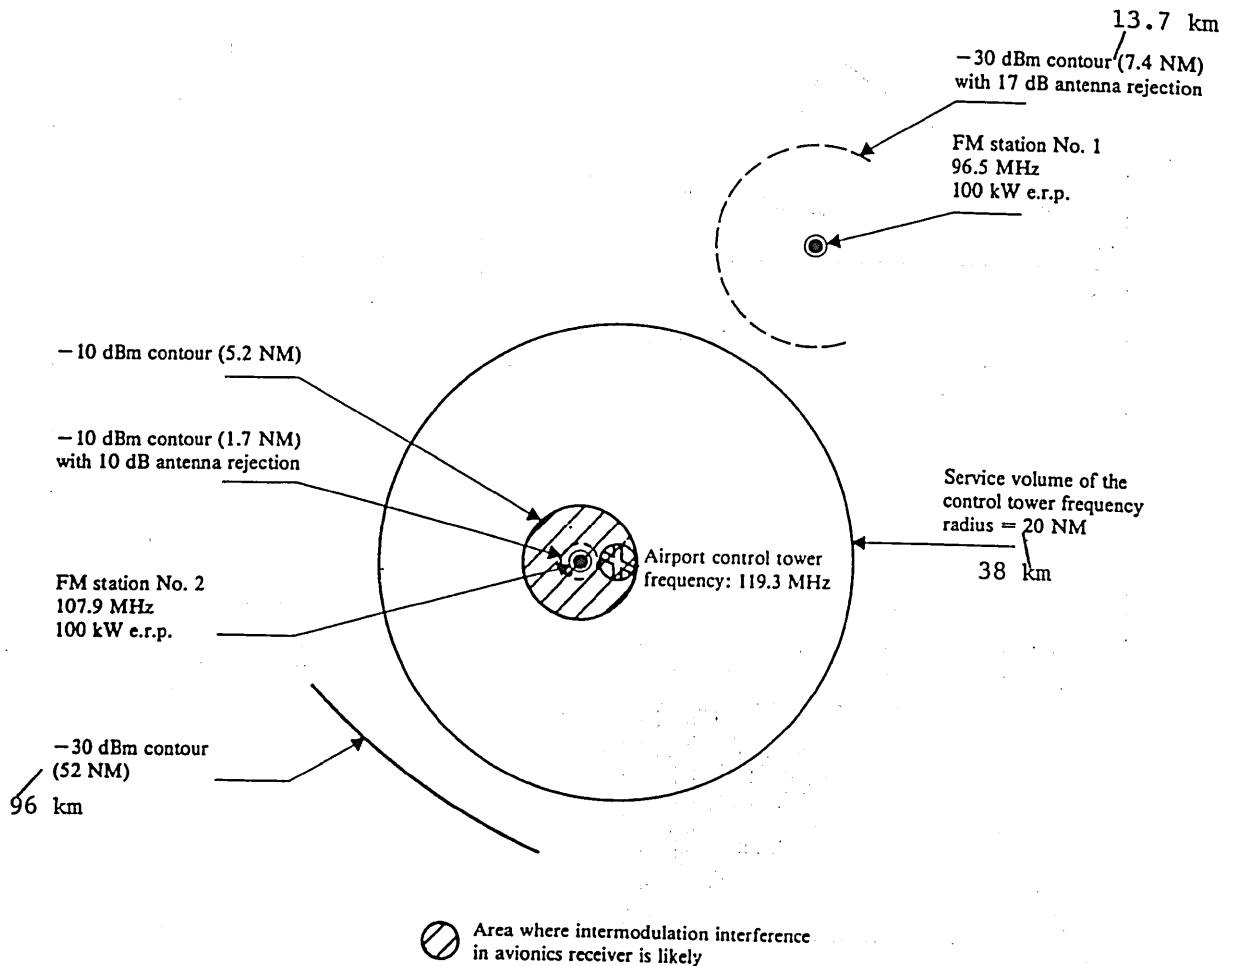 13.7 km
−30 dBm contour (7.4 NM)
with 17 dB antenna rejection
FM station No. 1
96.5 MHz
100 kW e.r.p.
−10 dBm contour (5.2 NM)
−10 dBm contour (1.7 NM)
with 10 dB antenna rejection
Service volume of the
control tower frequency
radius = 20 NM
38 km
Airport control tower
frequency: 119.3 MHz
FM station No. 2
107.9 MHz
100 kW e.r.p.
−30 dBm contour
(52 NM)
96 km
Area where intermodulation interference
in avionics receiver is likely